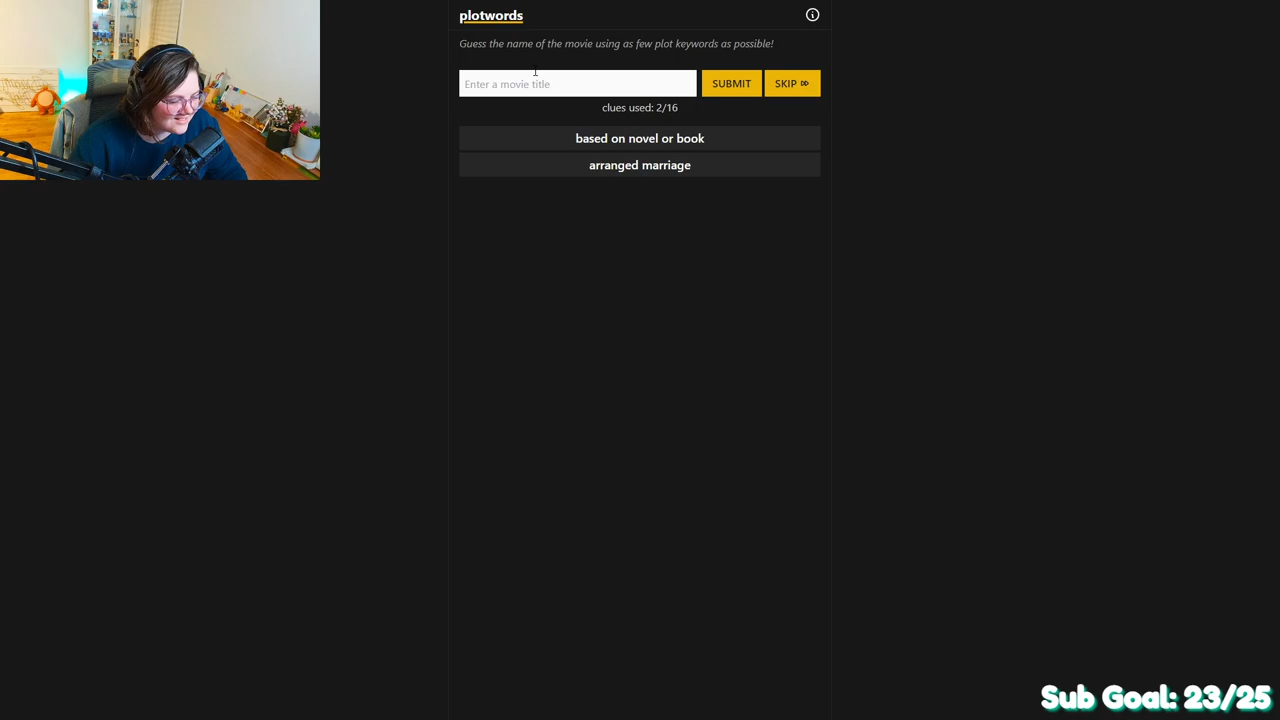 plotwords
Guess the name of the movie using as few plot keywords as possible!
Enter a movie title
SUBMIT
SKIP
clues used: 2/16
based on novel or book
arranged marriage
Sub Goal: 23/25